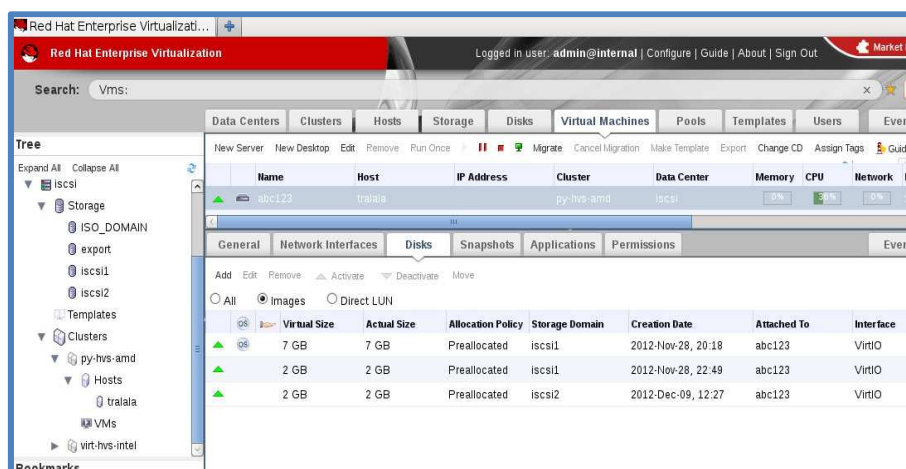 Red Hat Enterprise Virtualizati...
Red Hat Enterprise Virtualization
Logged in user: admin@internal | Configure | Guide | About | Sign Out
Market
Search: Vms:
Data Centers Clusters Hosts Storage Disks Virtual Machines Pools Templates Users Ever
Tree
New Server New Desktop Edit Remove Run Once Migrate Cancel Migration Make Template Export Change CD Assign Tags Guid
Expand All Collapse All
Name Host IP Address Cluster Data Center Memory CPU Network
abc123 tralala py-hvs-amd iscsi 0% 0%
iscsi
Storage
ISO_DOMAIN
export
iscsi1
iscsi2
Templates
Clusters
py-hvs-amd
Hosts
tralala
VMs
virt-hvs-intel
Bookmarks
General Network Interfaces Disks Snapshots Applications Permissions Ever
Add Edit Remove Activate Deactivate Move
All Images Direct LUN
OS Virtual Size Actual Size Allocation Policy Storage Domain Creation Date Attached To Interface
OS 7 GB 7 GB Preallocated iscsi1 2012-Nov-28, 20:18 abc123 VirtIO
2 GB 2 GB Preallocated iscsi1 2012-Nov-28, 22:49 abc123 VirtIO
2 GB 2 GB Preallocated iscsi2 2012-Dec-09, 12:27 abc123 VirtIO